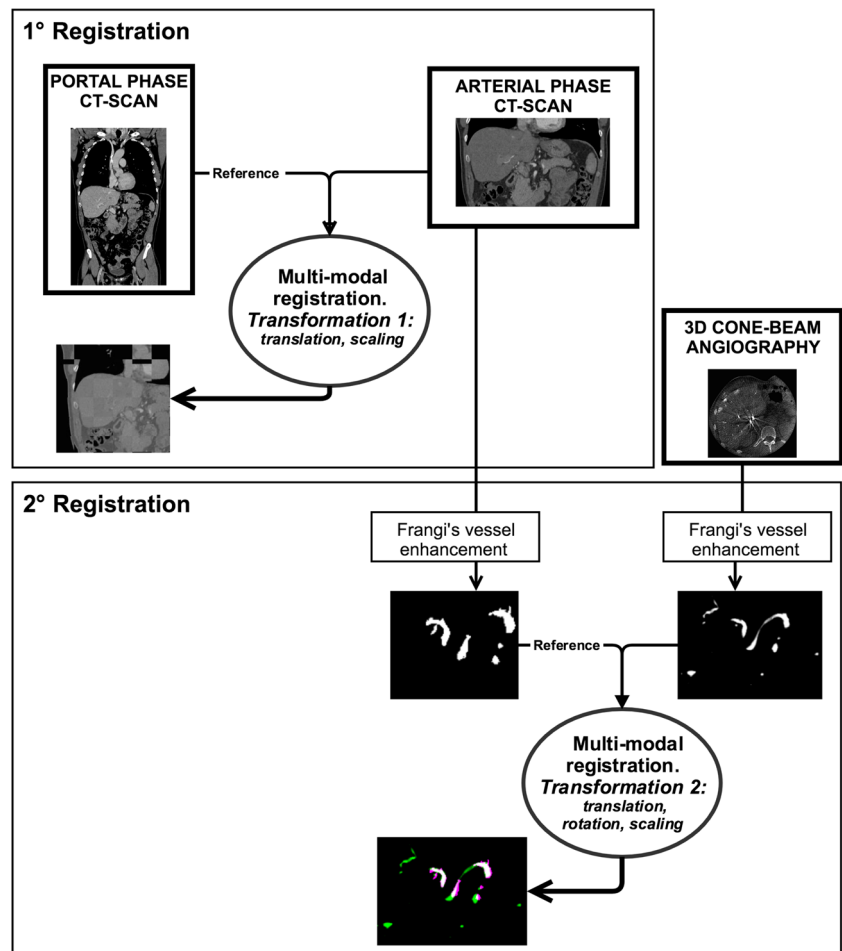 1° Registration
PORTAL PHASE
CT-SCAN
ARTERIAL PHASE
CT-SCAN
Reference
Multi-modal
registration.
Transformation 1:
translation, scaling
3D CONE-BEAM
ANGIOGRAPHY
2° Registration
Frangi's vessel
enhancement
Frangi's vessel
enhancement
Reference
Multi-modal
registration.
Transformation 2:
translation,
rotation, scaling